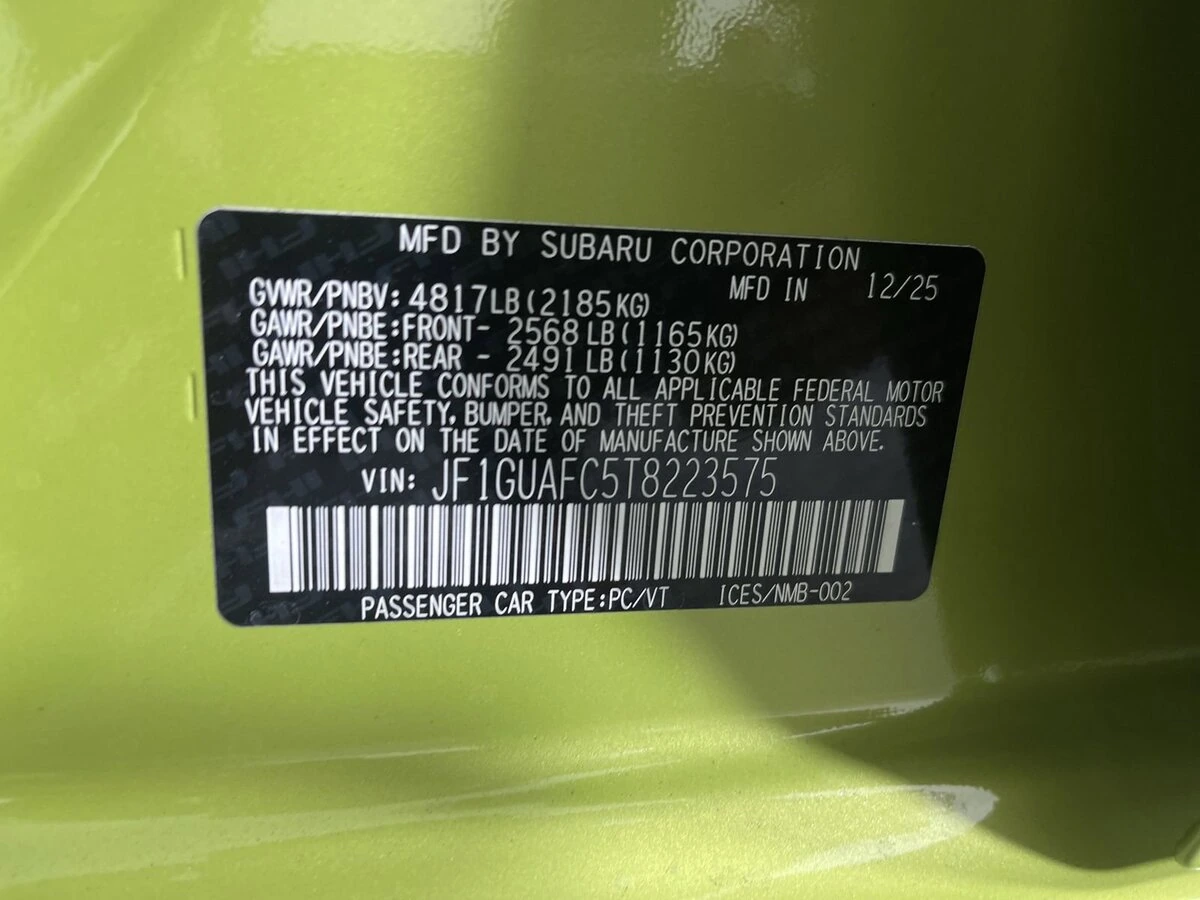 MFD BY SUBARU CORPORATION
GVWR/PNBV: 4817LB(2185KG) MFD IN 12/25
GAWR/PNBE:FRONT- 2568LB(1165KG)
GAWR/PNBE:REAR - 2491LB(1130KG)
THIS VEHICLE CONFORMS TO ALL APPLICABLE FEDERAL MOTOR
VEHICLE SAFETY, BUMPER, AND THEFT PREVENTION STANDARDS
IN EFFECT ON THE DATE OF MANUFACTURE SHOWN ABOVE.
VIN: JF1GUAFC5T8223575
PASSENGER CAR TYPE:PC/VT ICES/NMB-002